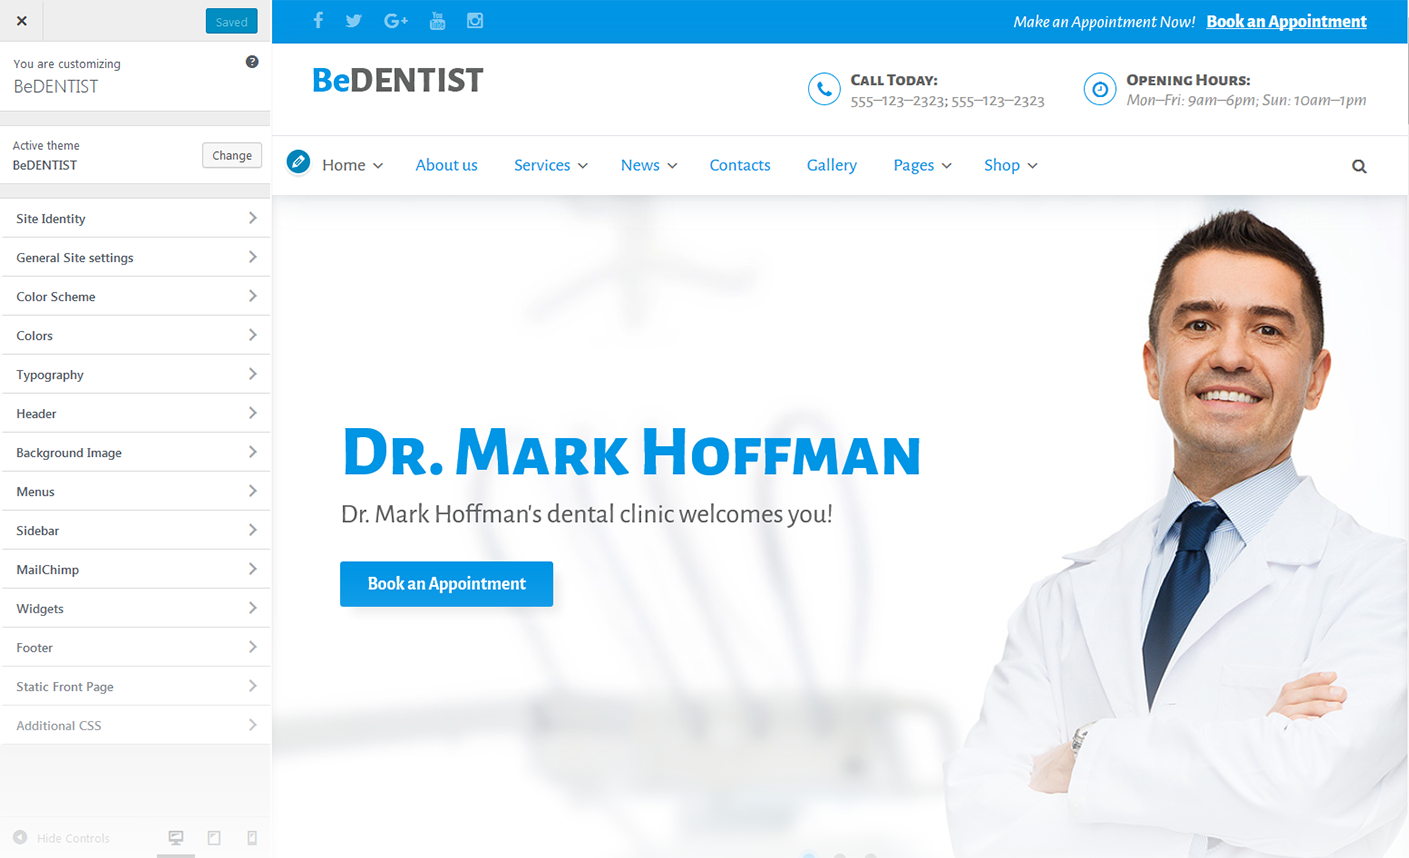 Saved
You are customizing
BeDENTIST
Active theme
BeDENTIST
Change
Site Identity
General Site settings
Color Scheme
Colors
Typography
Header
Background Image
Menus
Sidebar
MailChimp
Widgets
Footer
Static Front Page
Additional CSS
Hide Controls
You Tube
Make an Appointment Now! Book an Appointment
BeDENTIST
Call Today:
555–123–2323; 555–123–2323
Opening Hours:
Mon–Fri: 9am–6pm; Sun: 10am–1pm
Home About us Services News Contacts Gallery Pages Shop
Dr. Mark Hoffman
Dr. Mark Hoffman's dental clinic welcomes you!
Book an Appointment